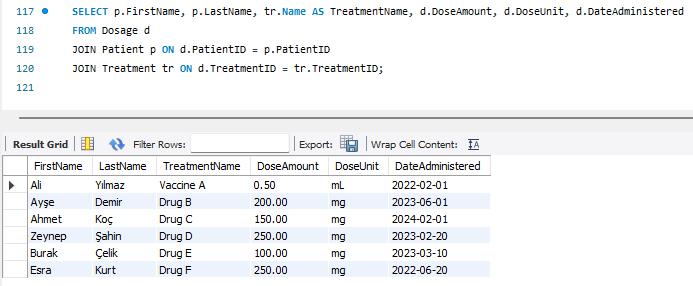 117 SELECT p.FirstName, p.LastName, tr.Name AS TreatmentName, d.DoseAmount, d.DoseUnit, d.DateAdministered
118 FROM Dosage d
119 JOIN Patient p ON d.PatientID = p.PatientID
120 JOIN Treatment tr ON d.TreatmentID = tr.TreatmentID;
121
Result Grid Filter Rows: Export: Wrap Cell Content: IA
FirstName LastName TreatmentName DoseAmount DoseUnit DateAdministered
Ali Yılmaz Vaccine A 0.50 mL 2022-02-01
Ayşe Demir Drug B 200.00 mg 2023-06-01
Ahmet Koç Drug C 150.00 mg 2024-02-01
Zeynep Şahin Drug D 250.00 mg 2023-02-20
Burak Çelik Drug E 100.00 mg 2023-03-10
Esra Kurt Drug F 250.00 mg 2022-06-20